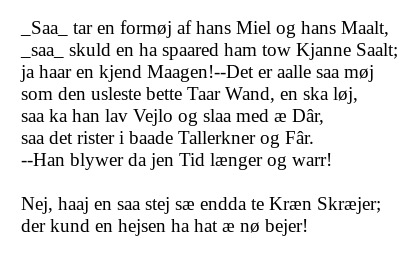 _Saa_ tar en formøj af hans Miel og hans Maalt,
_saa_ skuld en ha spaared ham tow Kjanne Saalt;
ja haar en kjend Maagen!--Det er aalle saa møj
som den usleste bette Taar Wand, en ska løj,
saa ka han lav Vejlo og slaa med æ Dâr,
saa det rister i baade Tallerkner og Fâr.
--Han blywer da jen Tid længer og warr!

Nej, haaj en saa stej sæ endda te Kræn Skræjer;
der kund en hejsen ha hat æ nø bejer!